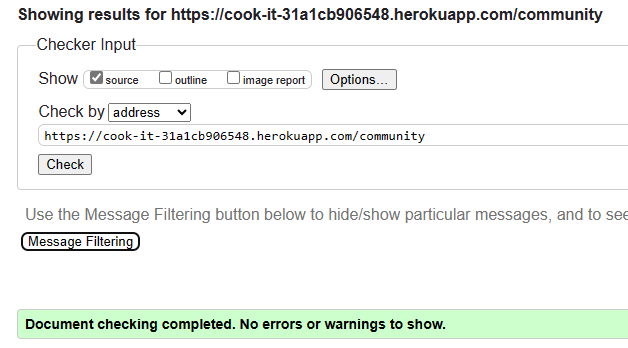 Showing results for https://cook-it-31a1cb906548.herokuapp.com/community
Checker Input
Show source outline image report Options...
Check by address
https://cook-it-31a1cb906548.herokuapp.com/community
Check
Use the Message Filtering button below to hide/show particular messages, and to see
Message Filtering
Document checking completed. No errors or warnings to show.